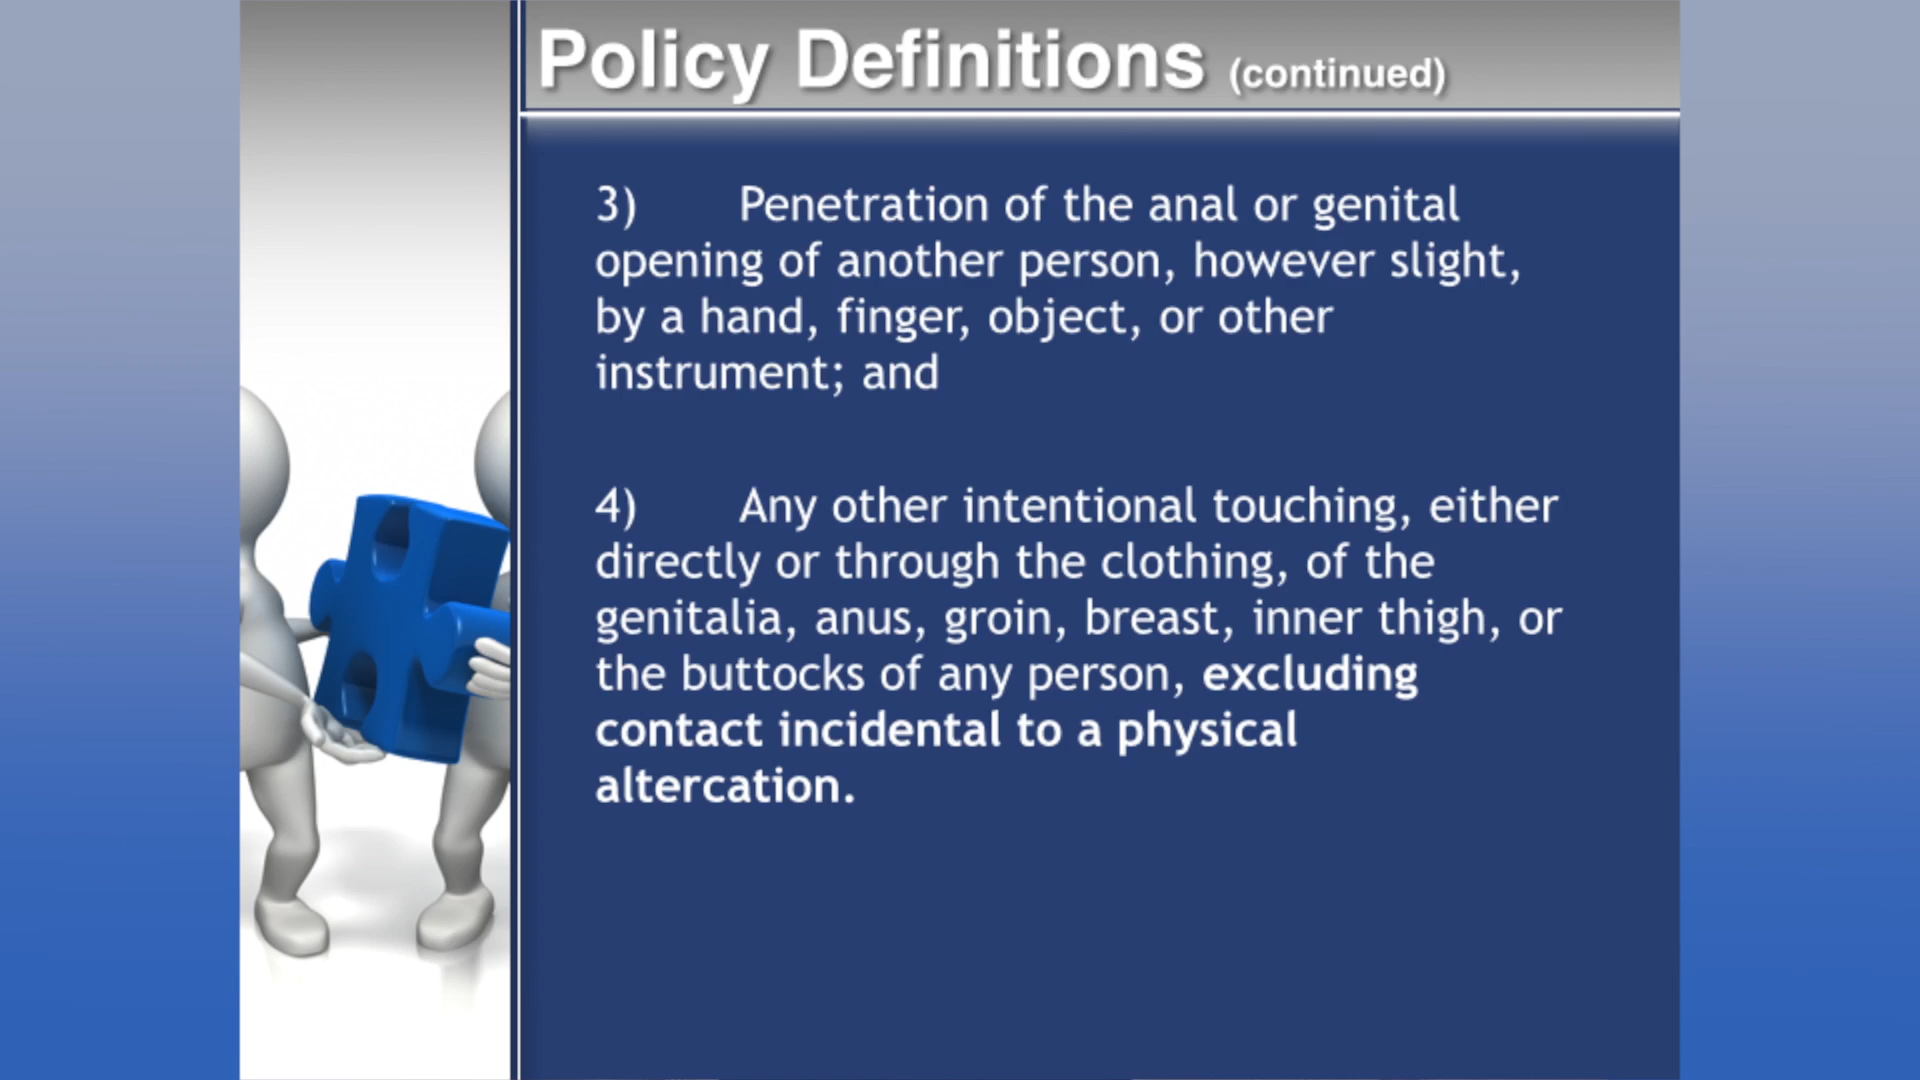 Policy Definitions (continued)
3) Penetration of the anal or genital
opening of another person, however slight,
by a hand, finger, object, or other
instrument; and
4) Any other intentional touching, either
directly or through the clothing, of the
genitalia, anus, groin, breast, inner thigh, or
the buttocks of any person, excluding
contact incidental to a physical
altercation.